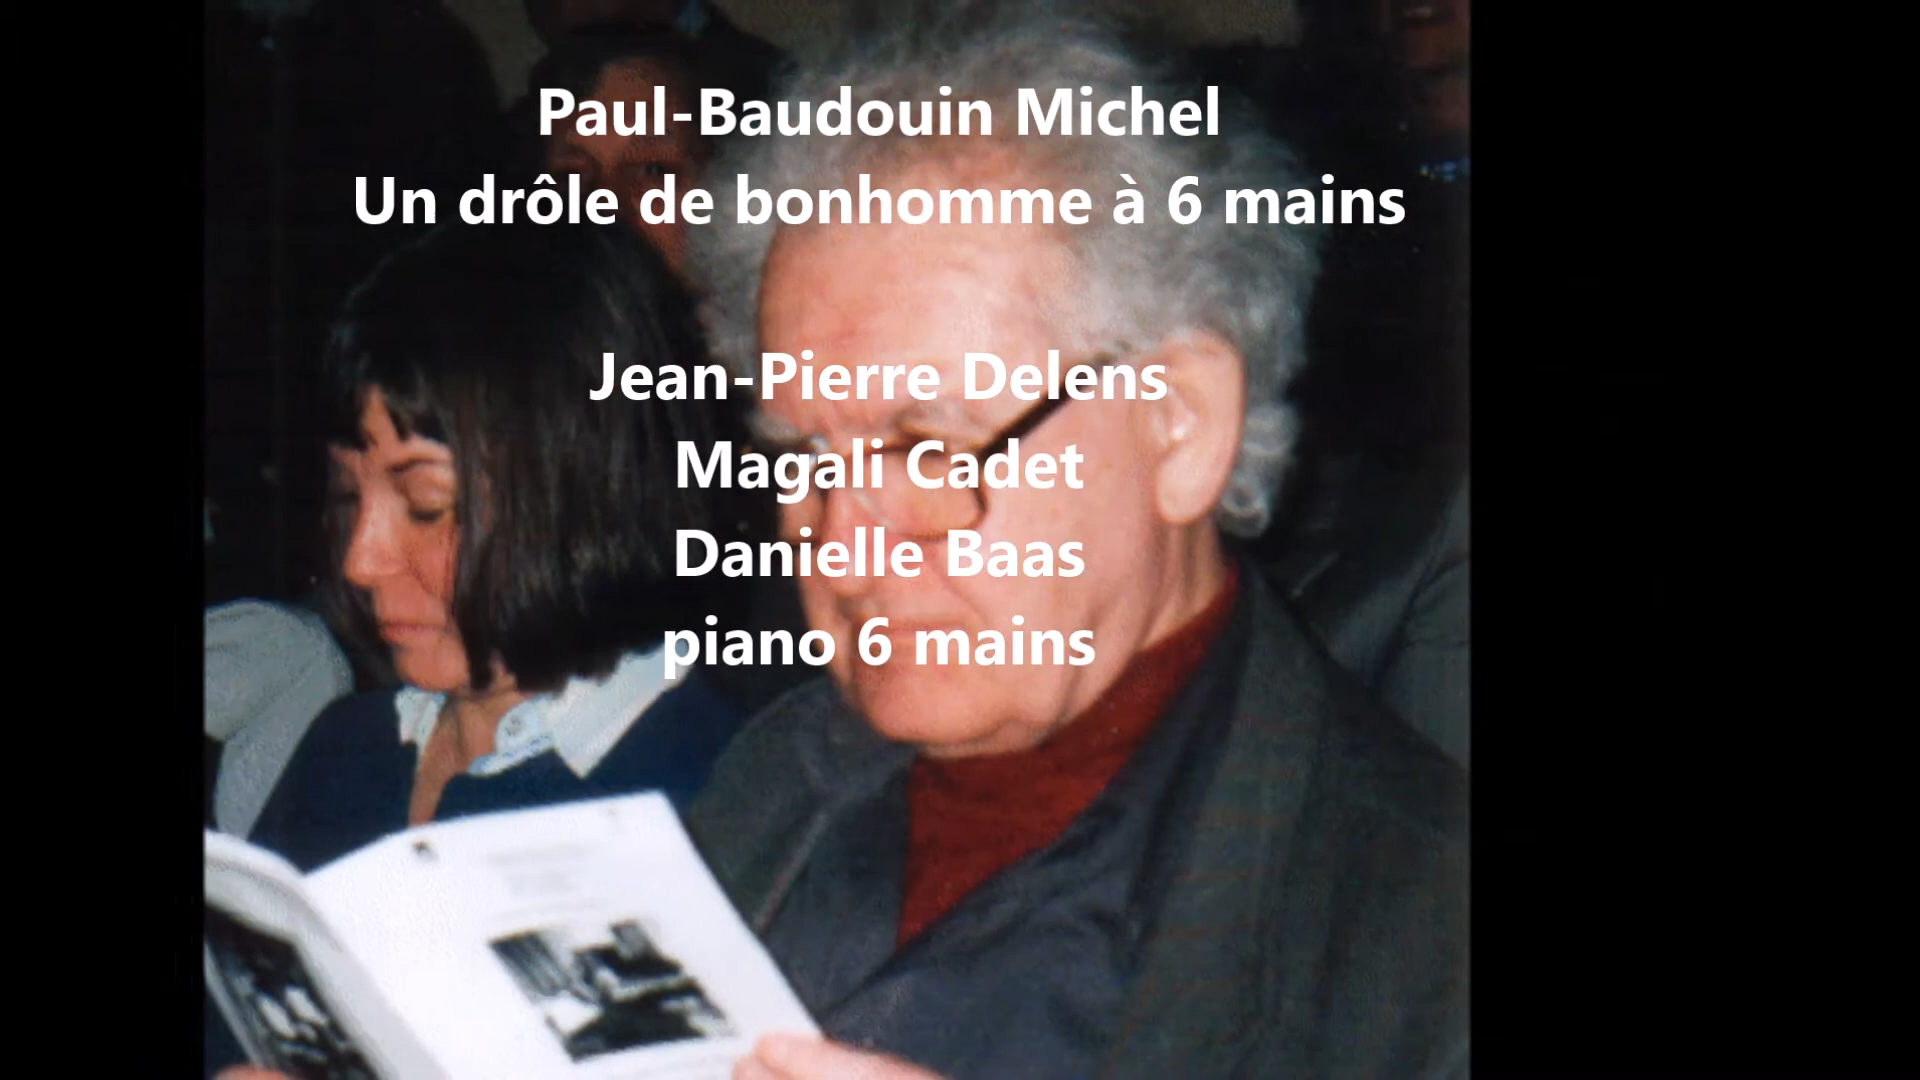 Paul-Baudouin Michel
Un drôle de bonhomme à 6 mains
Jean-Pierre Delens
Magali Cadet
Danielle Baas
piano 6 mains